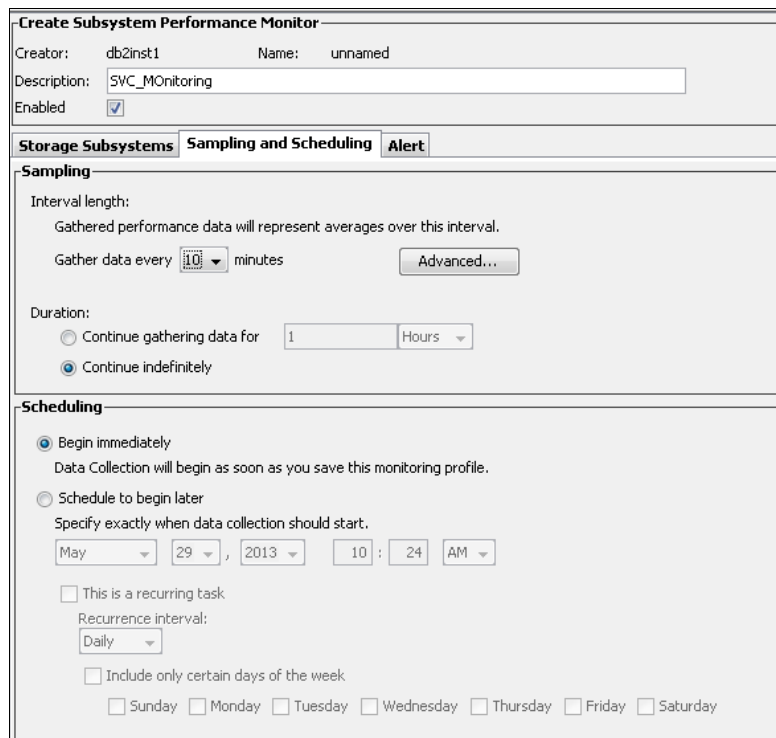 Create Subsystem Performance Monitor
Creator: db2inst1 Name: unnamed
Description: SVC_MOnitoring
Enabled
Storage Subsystems Sampling and Scheduling Alert
Sampling
Interval length:
Gathered performance data will represent averages over this interval.
Gather data every 10 minutes Advanced...
Duration:
Continue gathering data for 1 Hours
Continue indefinitely
Scheduling
Begin immediately
Data Collection will begin as soon as you save this monitoring profile.
Schedule to begin later
Specify exactly when data collection should start.
May 29 , 2013 10 : 24 AM
This is a recurring task
Recurrence interval:
Daily
Include only certain days of the week
Sunday Monday Tuesday Wednesday Thursday Friday Saturday